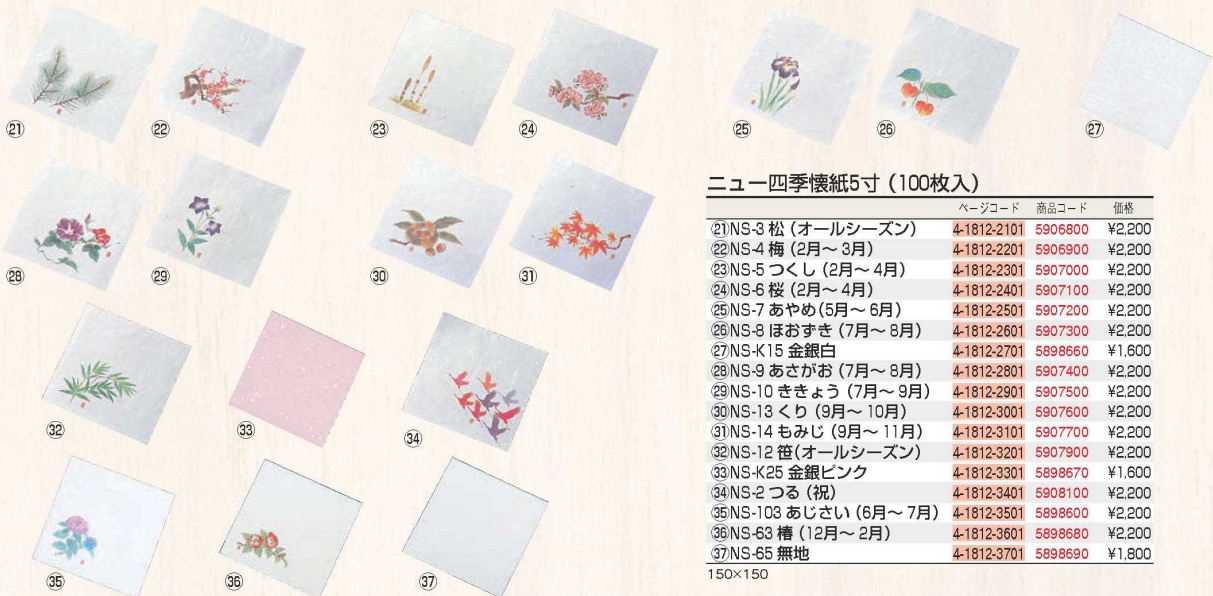 ㉑
㉒
㉓
㉔
㉕
㉖
㉗
㉘
㉙
㉚
㉛
㉜
㉝
㉞
㉟
㊱
㊲
ニュー四季懐紙5寸（100枚入）
ページコード 商品コード 価格
㉑NS-3 松（オールシーズン） 4-1812-2101 5906800 ¥2,200
㉒NS-4 梅（2月～3月） 4-1812-2201 5906900 ¥2,200
㉓NS-5 つくし（2月～4月） 4-1812-2301 5907000 ¥2,200
㉔NS-6 桜（2月～4月） 4-1812-2401 5907100 ¥2,200
㉕NS-7 あやめ（5月～6月） 4-1812-2501 5907200 ¥2,200
㉖NS-8 ほおずき（7月～8月） 4-1812-2601 5907300 ¥2,200
㉗NS-K15 金銀白 4-1812-2701 5898660 ¥1,600
㉘NS-9 あさがお（7月～8月） 4-1812-2801 5907400 ¥2,200
㉙NS-10 ききょう（7月～9月） 4-1812-2901 5907500 ¥2,200
㉚NS-13 くり（9月～10月） 4-1812-3001 5907600 ¥2,200
㉛NS-14 もみじ（9月～11月） 4-1812-3101 5907700 ¥2,200
㉜NS-12 笹（オールシーズン） 4-1812-3201 5907900 ¥2,200
㉝NS-K25 金銀ピンク 4-1812-3301 5898670 ¥1,600
㉞NS-2 つる（祝） 4-1812-3401 5908100 ¥2,200
㉟NS-103 あじさい（6月～7月） 4-1812-3501 5898600 ¥2,200
㊱NS-63 椿（12月～2月） 4-1812-3601 5898680 ¥2,200
㊲NS-65 無地 4-1812-3701 5898690 ¥1,800
150×150